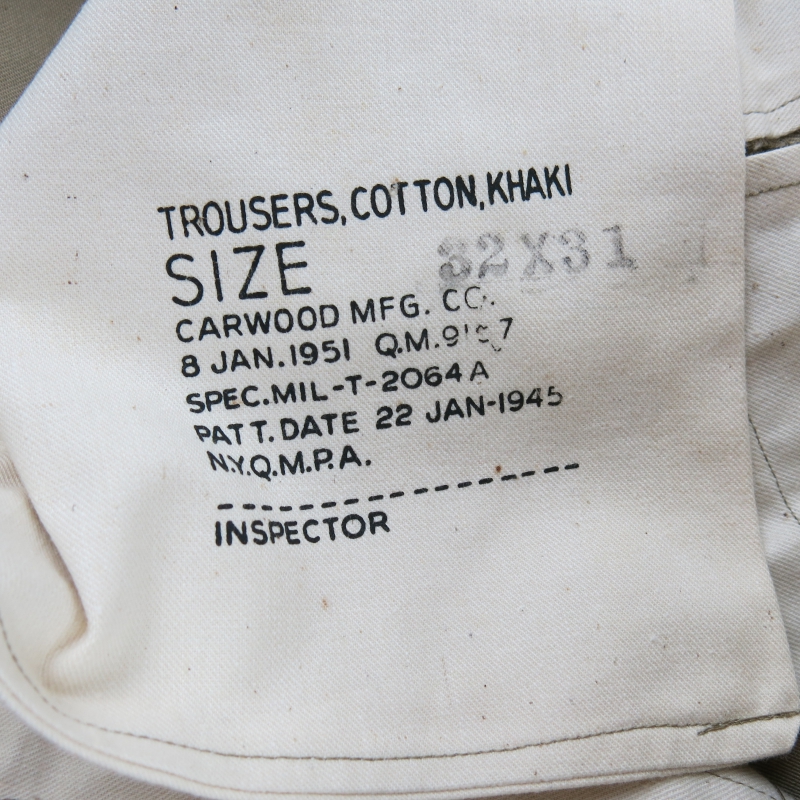 TROUSERS, COTTON, KHAKI
SIZE 32X31
CARWOOD MFG. CO.
8 JAN. 1951 Q.M.
SPEC. MIL-T-2064A
PATT. DATE 22 JAN-1945
N.Y.Q.M.P.A.
INSPECTOR